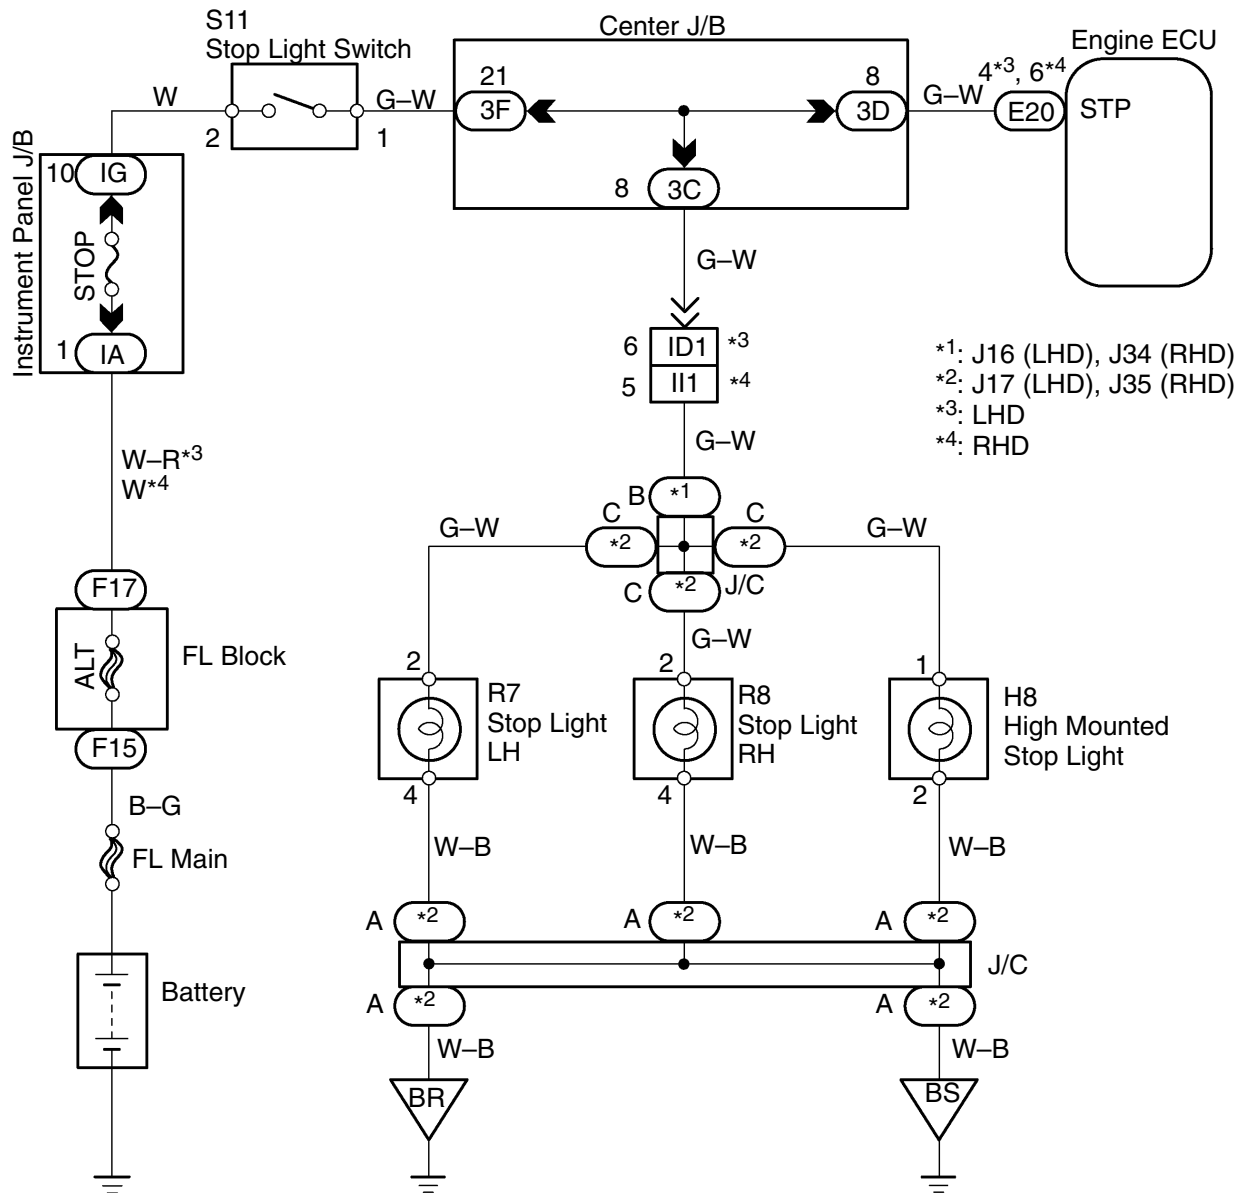 S11
Stop Light Switch
Center J/B
Engine ECU
W
2
1
G–W
21
3F
8
3D
G–W
4*3, 6*4
E20
STP
8
3C
Instrument Panel J/B
10
IG
STOP
1
IA
G–W
6
ID1
*3
5
II1
*4
*1: J16 (LHD), J34 (RHD)
*2: J17 (LHD), J35 (RHD)
*3: LHD
*4: RHD
W–R*3
W*4
G–W
B
*1
C
*2
C
*2
C
*2
J/C
G–W
G–W
G–W
F17
ALT
FL Block
F15
B–G
FL Main
Battery
2
R7
Stop Light
LH
4
2
R8
Stop Light
RH
4
1
H8
High Mounted
Stop Light
2
W–B
W–B
W–B
A
*2
A
*2
A
*2
J/C
A
*2
A
*2
W–B
W–B
BR
BS